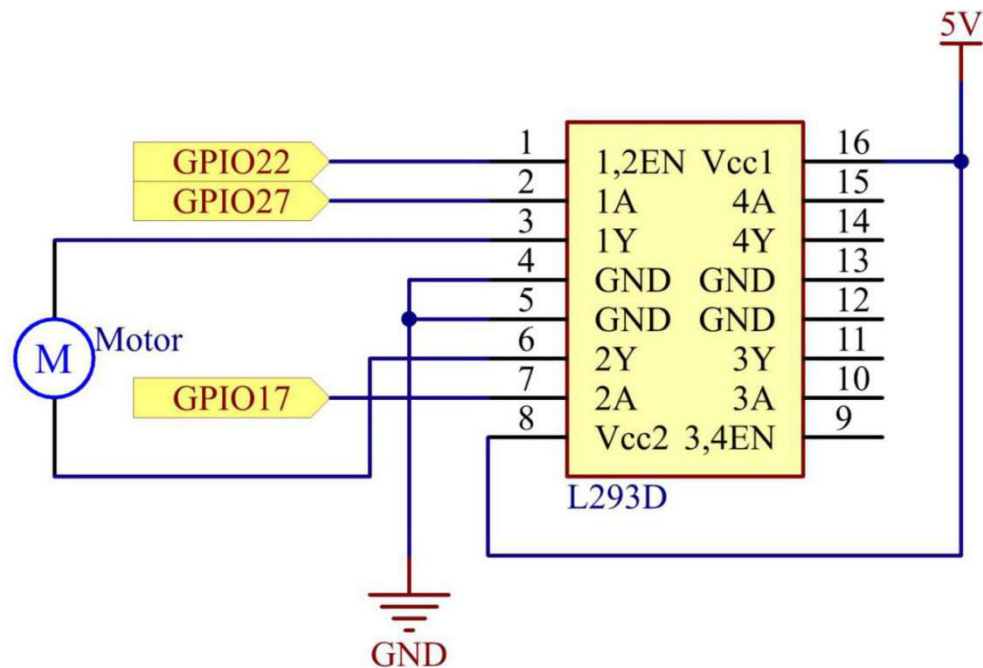 5V
1
16
GPIO22
1,2EN Vcc1
2
15
GPIO27
1A 4A
3
14
1Y 4Y
4
13
GND GND
5
12
GND GND
Motor
M
6
11
2Y 3Y
7
10
GPIO17
2A 3A
8
9
Vcc2 3,4EN
L293D
GND